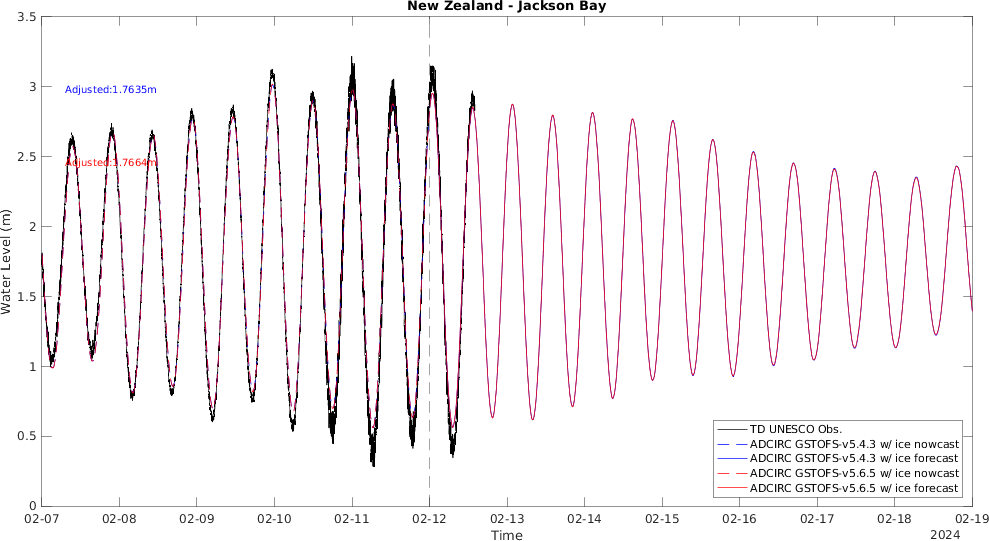 New Zealand - Jackson Bay
3.5
3
2.5
2
1.5
1
0.5
0
Water Level (m)
Adjusted:1.7635m
Adjusted:1.7664m
TD UNESCO Obs.
ADCIRC GSTOFS-v5.4.3 w/ ice nowcast
ADCIRC GSTOFS-v5.4.3 w/ ice forecast
ADCIRC GSTOFS-v5.6.5 w/ ice nowcast
ADCIRC GSTOFS-v5.6.5 w/ ice forecast
02-07 02-08 02-09 02-10 02-11 02-12 02-13 02-14 02-15 02-16 02-17 02-18 02-19
Time
2024